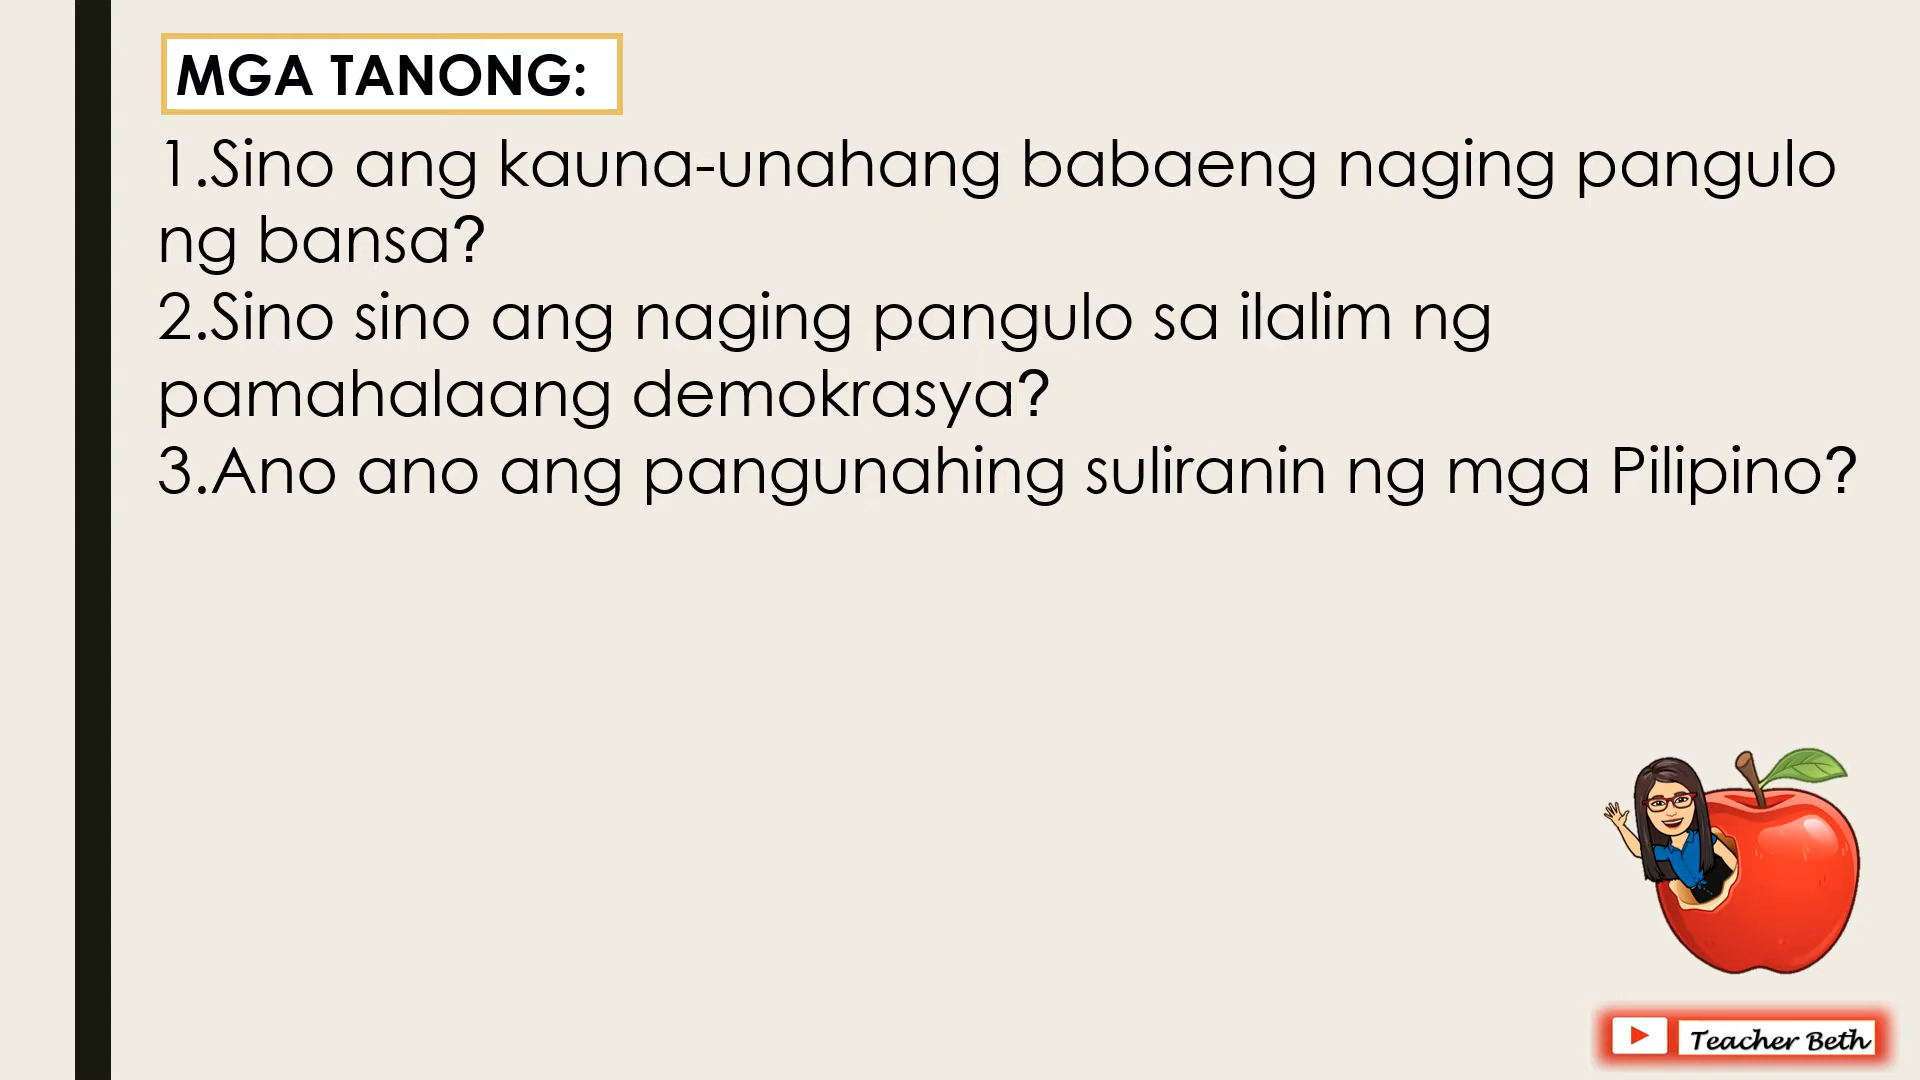 MGA TANONG:
1.Sino ang kauna-unahang babaeng naging pangulo
ng bansa?
2.Sino sino ang naging pangulo sa ilalim ng
pamahalaang demokrasya?
3.Ano ano ang pangunahing suliranin ng mga Pilipino?
Teacher Beth